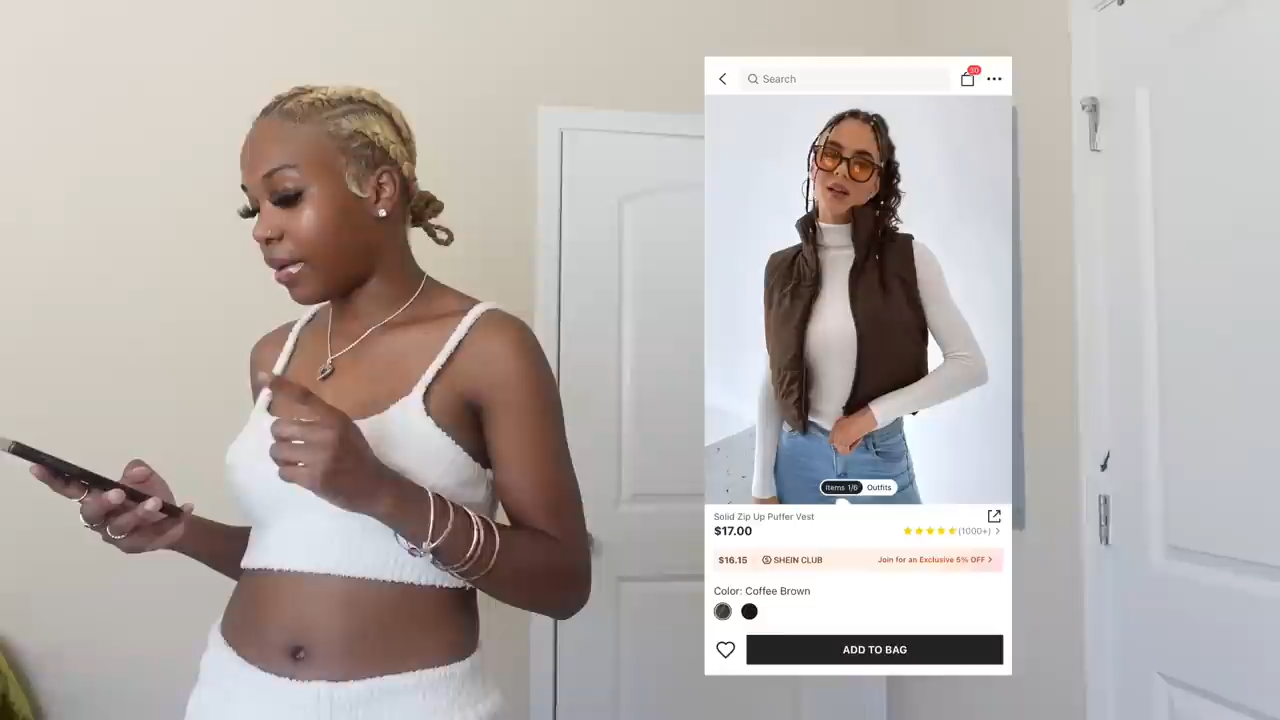 Search
30
Items 1/6 Outfits
Solid Zip Up Puffer Vest
$17.00
(1000+)
$16.15 SHEIN CLUB Join for an Exclusive 5% OFF
Color: Coffee Brown
ADD TO BAG